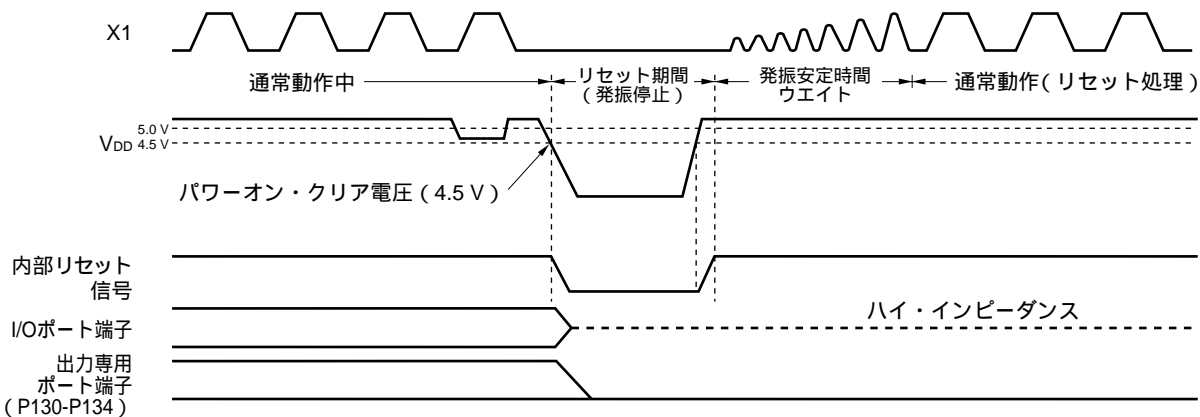 X1
通常動作中
リセット期間
(発振停止)
発振安定時間
ウエイト
通常動作(リセット処理)
5.0 V
VDD 4.5 V
パワーオン・クリア電圧(4.5 V)
内部リセット
信号
I/Oポート端子
ハイ・インピーダンス
出力専用
ポート端子
(P130-P134)